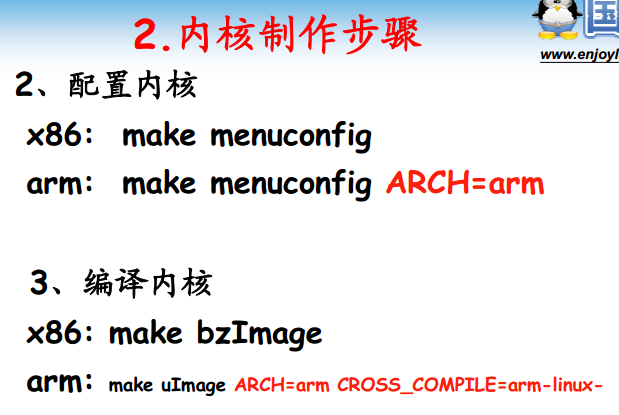 2.内核制作步骤
国
www.enjoyl
2、配置内核
x86: make menuconfig
arm: make menuconfig ARCH=arm
3、编译内核
x86: make bzImage
arm: make uImage ARCH=arm CROSS_COMPILE=arm-linux-